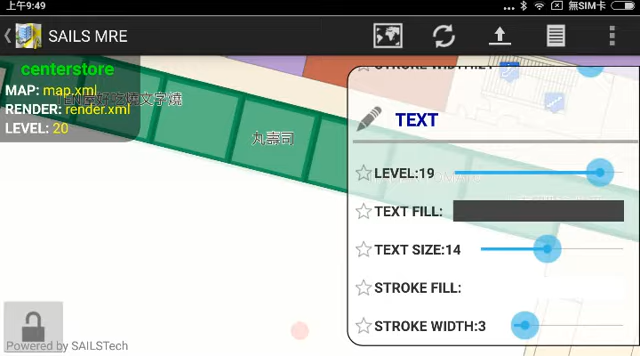 上午9:49
無SIM卡
SAILS MRE
centerstore
MAP: map.xml
RENDER: render.xml
LEVEL: 20
丸壽司
TEXT
LEVEL:19
TEXT FILL:
TEXT SIZE:14
STROKE FILL:
STROKE WIDTH:3
Powered by SAILSTech